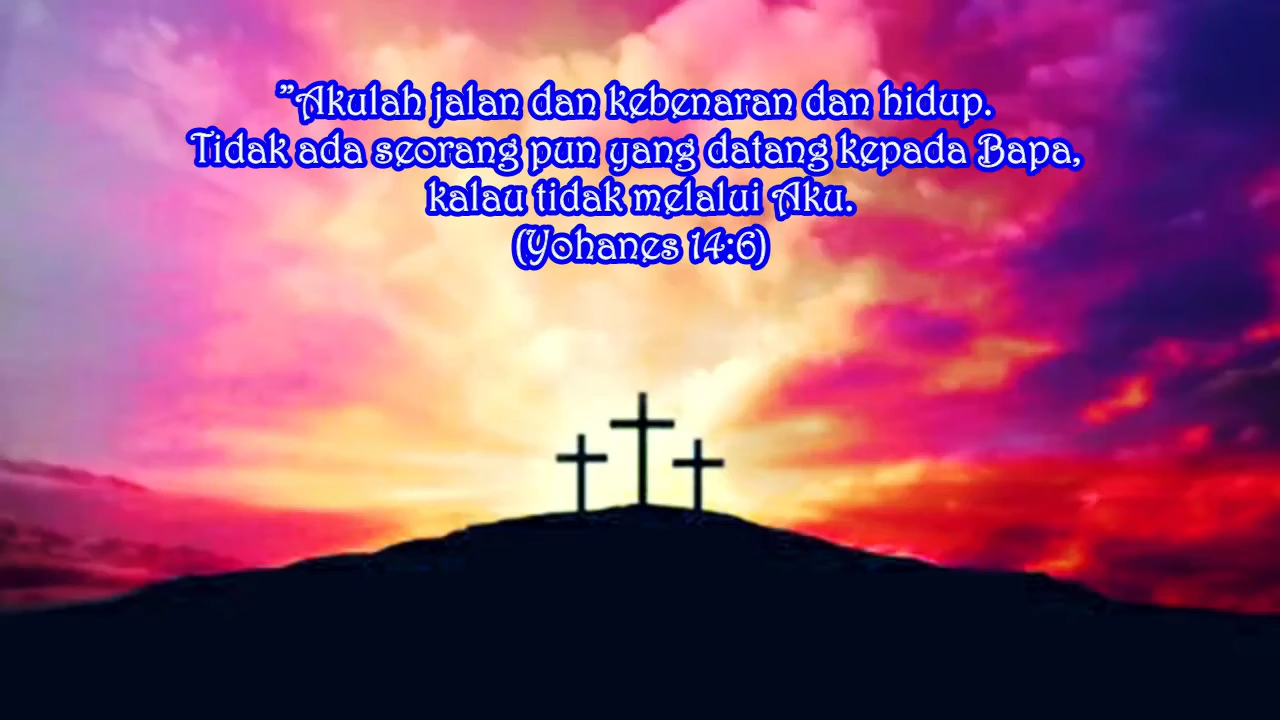 ”Akulah jalan dan kebenaran dan hidup.
Tidak ada seorang pun yang datang kepada Bapa,
kalau tidak melalui Aku.
(Yohanes 14:6)